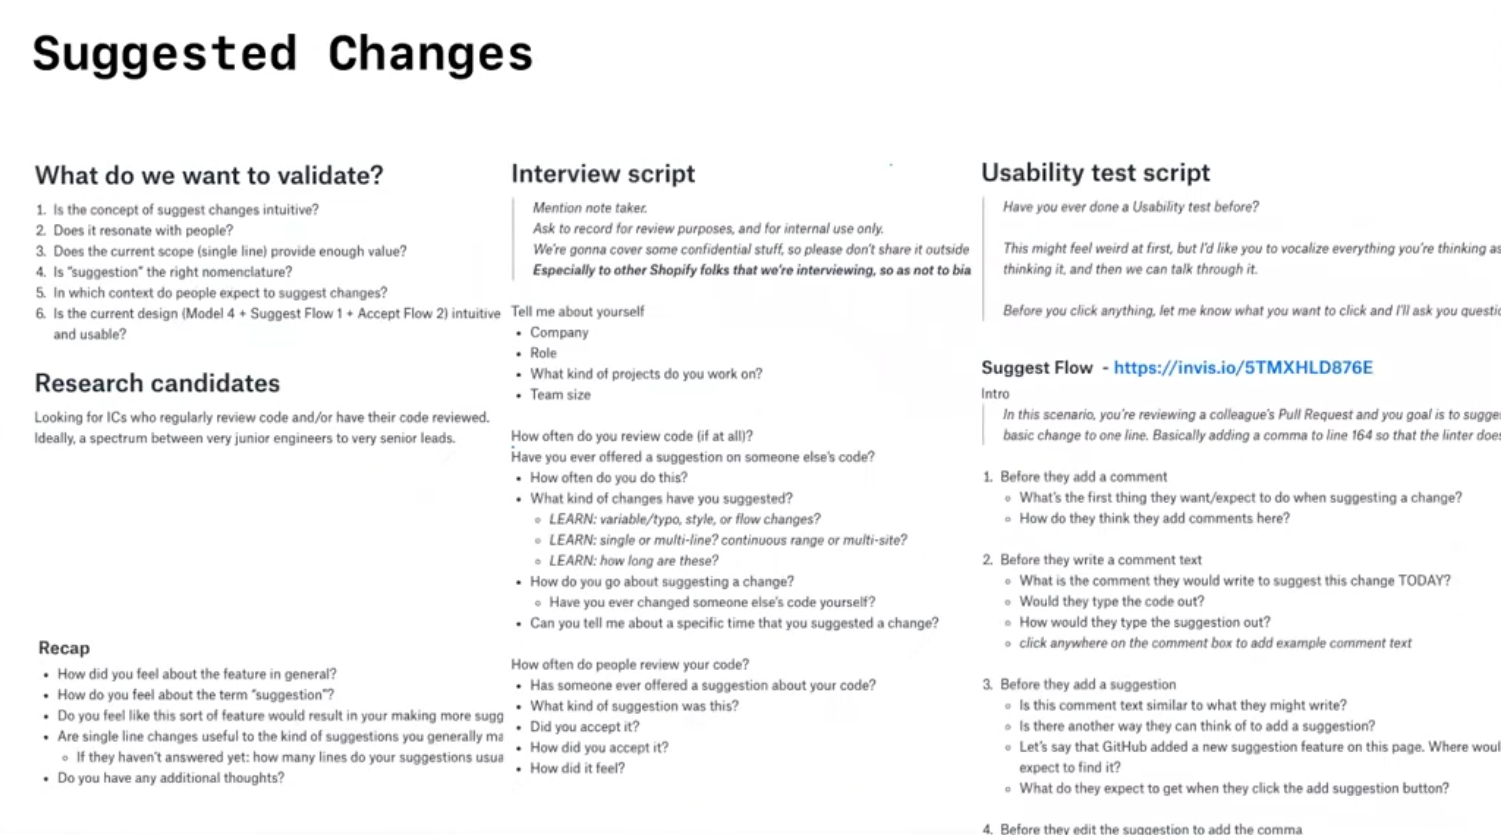 Suggested Changes
What do we want to validate?
1. Is the concept of suggest changes intuitive?
2. Does it resonate with people?
3. Does the current scope (single line) provide enough value?
4. Is "suggestion" the right nomenclature?
5. In which context do people expect to suggest changes?
6. Is the current design (Model 4 + Suggest Flow 1 + Accept Flow 2) intuitive
and usable?
Research candidates
Looking for ICs who regularly review code and/or have their code reviewed.
Ideally, a spectrum between very junior engineers to very senior leads.
Recap
• How did you feel about the feature in general?
• How do you feel about the term "suggestion"?
• Do you feel like this sort of feature would result in your making more sugg
• Are single line changes useful to the kind of suggestions you generally ma
◦ If they haven't answered yet: how many lines do your suggestions usua
• Do you have any additional thoughts?
Interview script
Mention note taker.
Ask to record for review purposes, and for internal use only.
We're gonna cover some confidential stuff, so please don't share it outside
Especially to other Shopify folks that we're interviewing, so as not to bia
Tell me about yourself
• Company
• Role
• What kind of projects do you work on?
• Team size
How often do you review code (if at all)?
Have you ever offered a suggestion on someone else's code?
• How often do you do this?
• What kind of changes have you suggested?
◦ LEARN: variable/typo, style, or flow changes?
◦ LEARN: single or multi-line? continuous range or multi-site?
◦ LEARN: how long are these?
• How do you go about suggesting a change?
◦ Have you ever changed someone else's code yourself?
• Can you tell me about a specific time that you suggested a change?
How often do people review your code?
• Has someone ever offered a suggestion about your code?
• What kind of suggestion was this?
• Did you accept it?
• How did you accept it?
• How did it feel?
Usability test script
Have you ever done a Usability test before?
This might feel weird at first, but I'd like you to vocalize everything you're thinking as
thinking it, and then we can talk through it.
Before you click anything, let me know what you want to click and I'll ask you questio
Suggest Flow - https://invis.io/5TMXHLD876E
Intro
In this scenario, you're reviewing a colleague's Pull Request and you goal is to sugge
basic change to one line. Basically adding a comma to line 164 so that the linter does
1. Before they add a comment
◦ What's the first thing they want/expect to do when suggesting a change?
◦ How do they think they add comments here?
2. Before they write a comment text
◦ What is the comment they would write to suggest this change TODAY?
◦ Would they type the code out?
◦ How would they type the suggestion out?
◦ click anywhere on the comment box to add example comment text
3. Before they add a suggestion
◦ Is this comment text similar to what they might write?
◦ Is there another way they can think of to add a suggestion?
◦ Let's say that GitHub added a new suggestion feature on this page. Where woul
expect to find it?
◦ What do they expect to get when they click the add suggestion button?
4. Before they edit the suggestion to add the comma